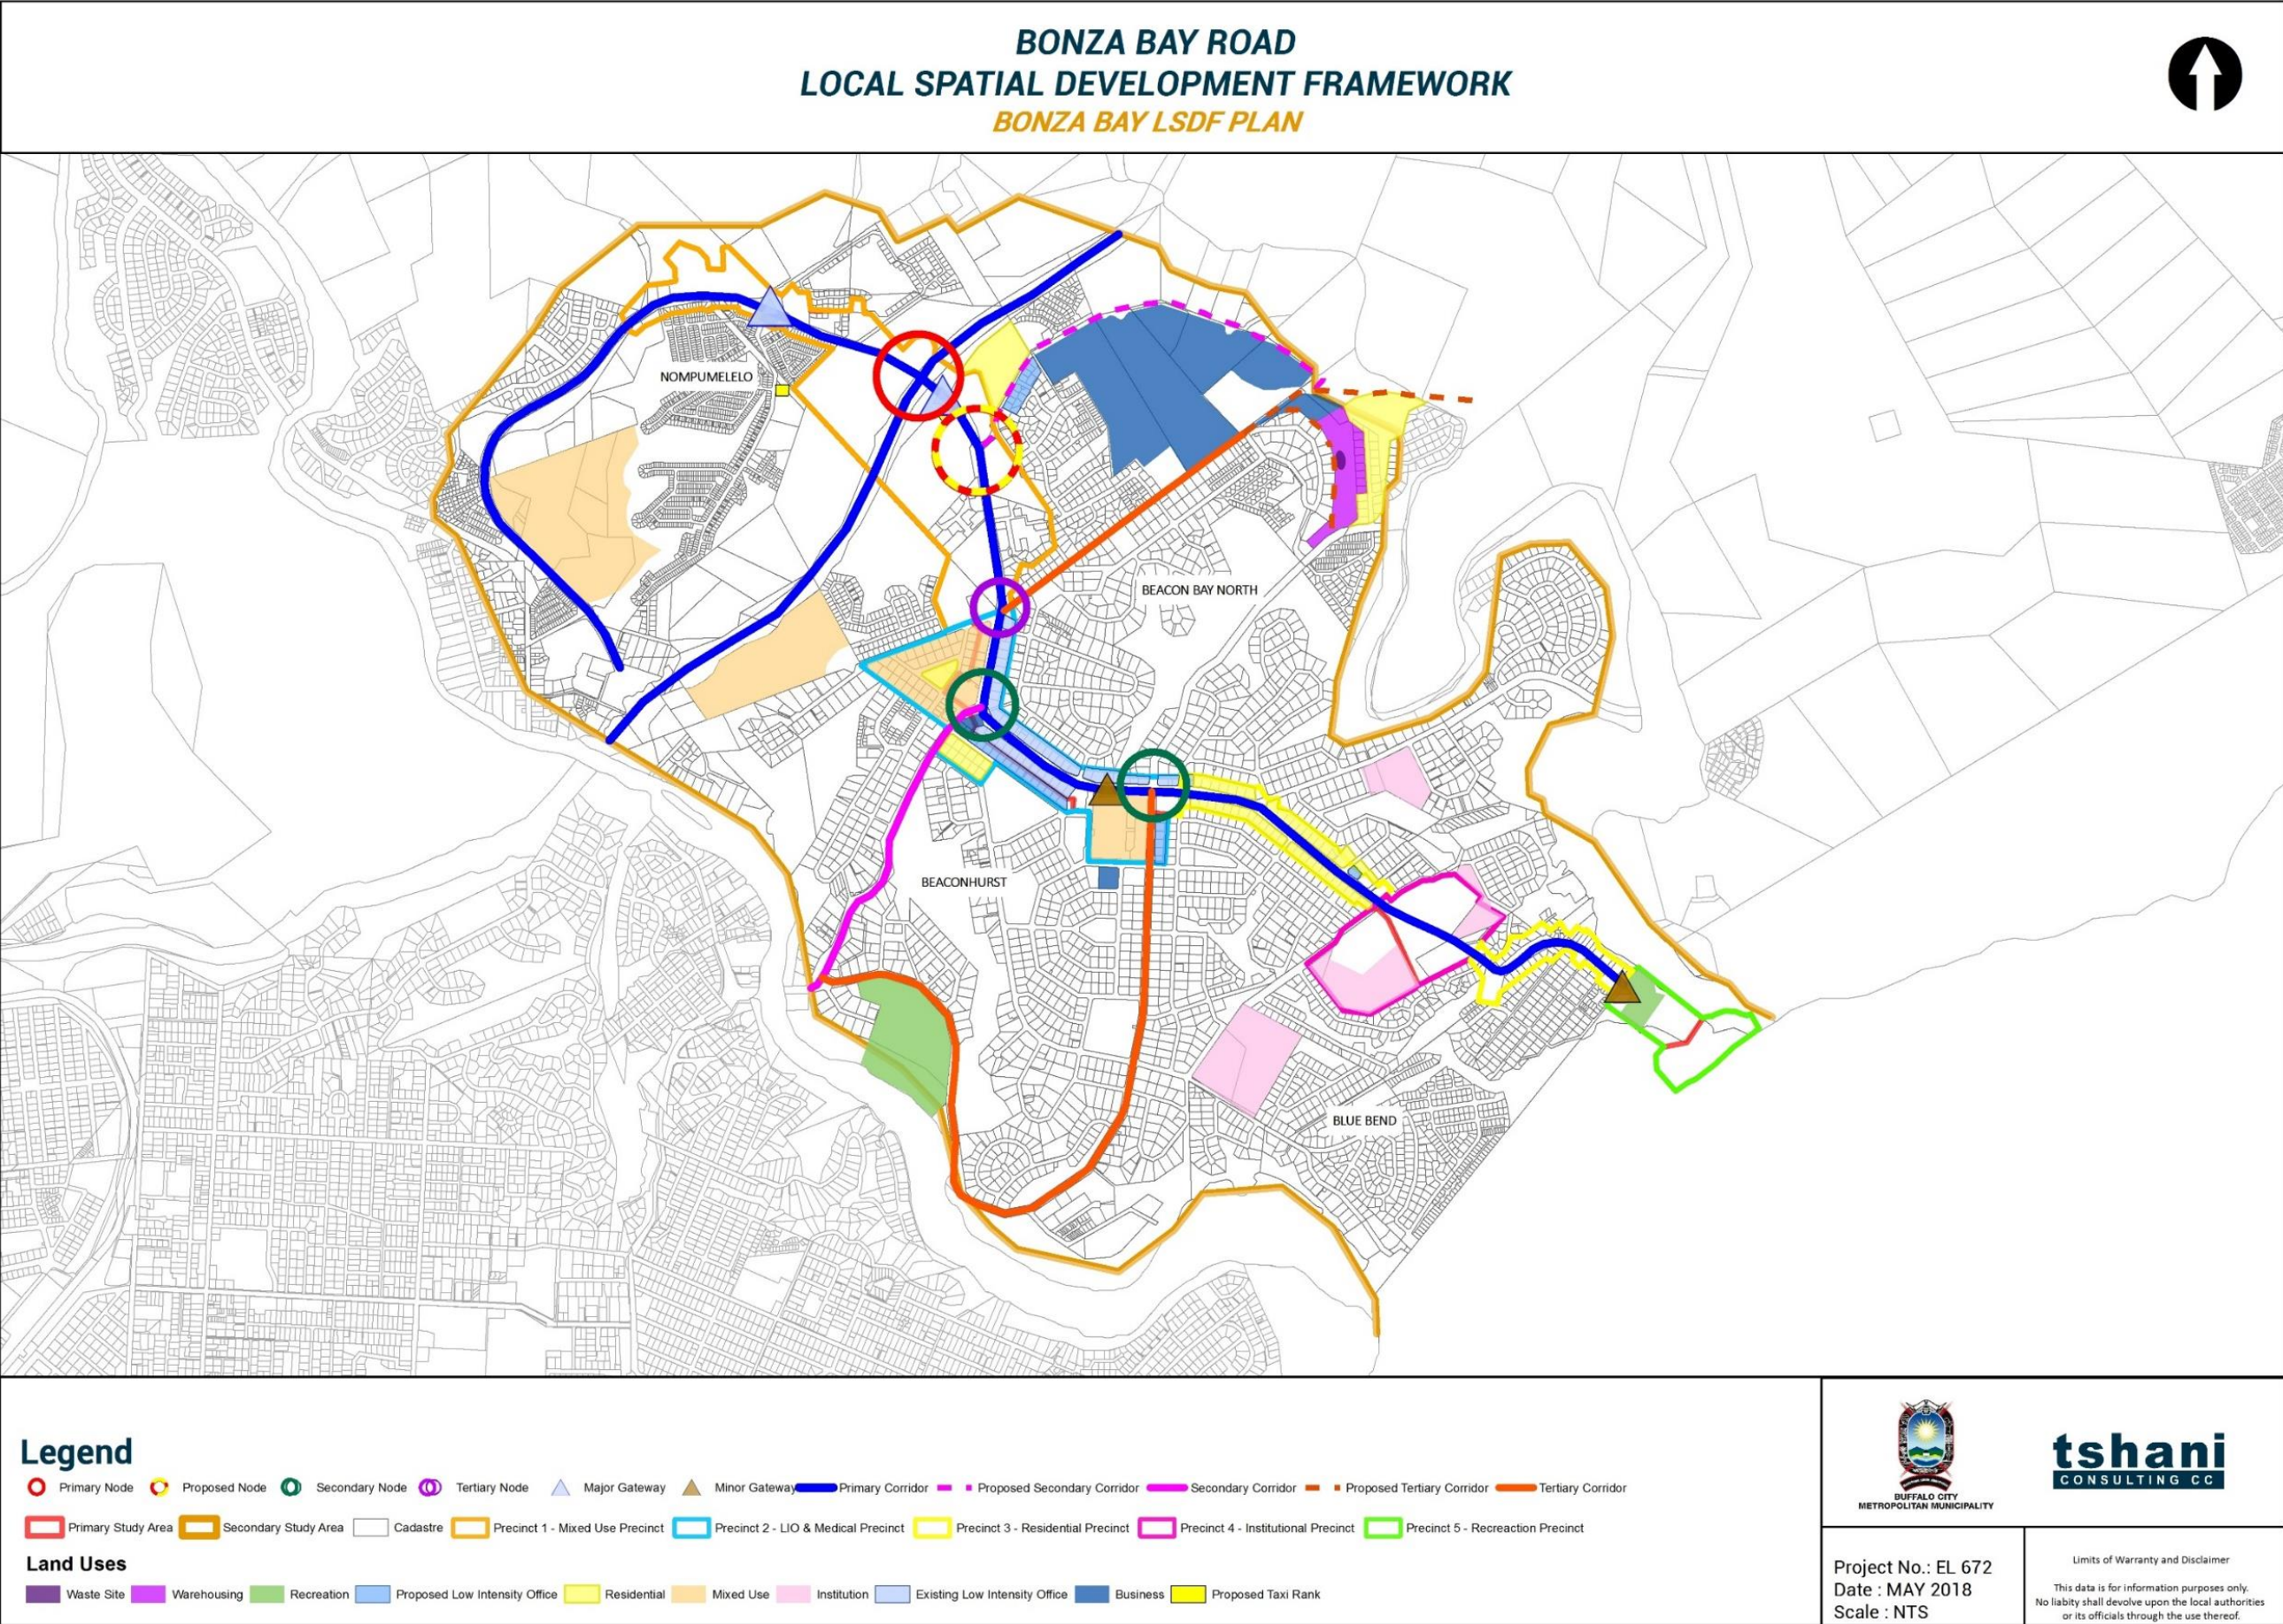 BONZA BAY ROAD
LOCAL SPATIAL DEVELOPMENT FRAMEWORK
BONZA BAY LSDF PLAN
NOMPUMELELO
BEACON BAY NORTH
BEACONHURST
BLUE BEND
Legend
Primary Node Proposed Node Secondary Node Tertiary Node Major Gateway Minor Gateway Primary Corridor Proposed Secondary Corridor Secondary Corridor Proposed Tertiary Corridor Tertiary Corridor
Primary Study Area Secondary Study Area Cadastre Precinct 1 - Mixed Use Precinct Precinct 2 - LIO & Medical Precinct Precinct 3 - Residential Precinct Precinct 4 - Institutional Precinct Precinct 5 - Recreaction Precinct
Land Uses
Waste Site Warehousing Recreation Proposed Low Intensity Office Residential Mixed Use Institution Existing Low Intensity Office Business Proposed Taxi Rank
BUFFALO CITY
METROPOLITAN MUNICIPALITY
tshani
CONSULTING CC
Project No.: EL 672
Date : MAY 2018
Scale : NTS
Limits of Warranty and Disclaimer
This data is for information purposes only.
No liabity shall devolve upon the local authorities
or its officials through the use thereof.